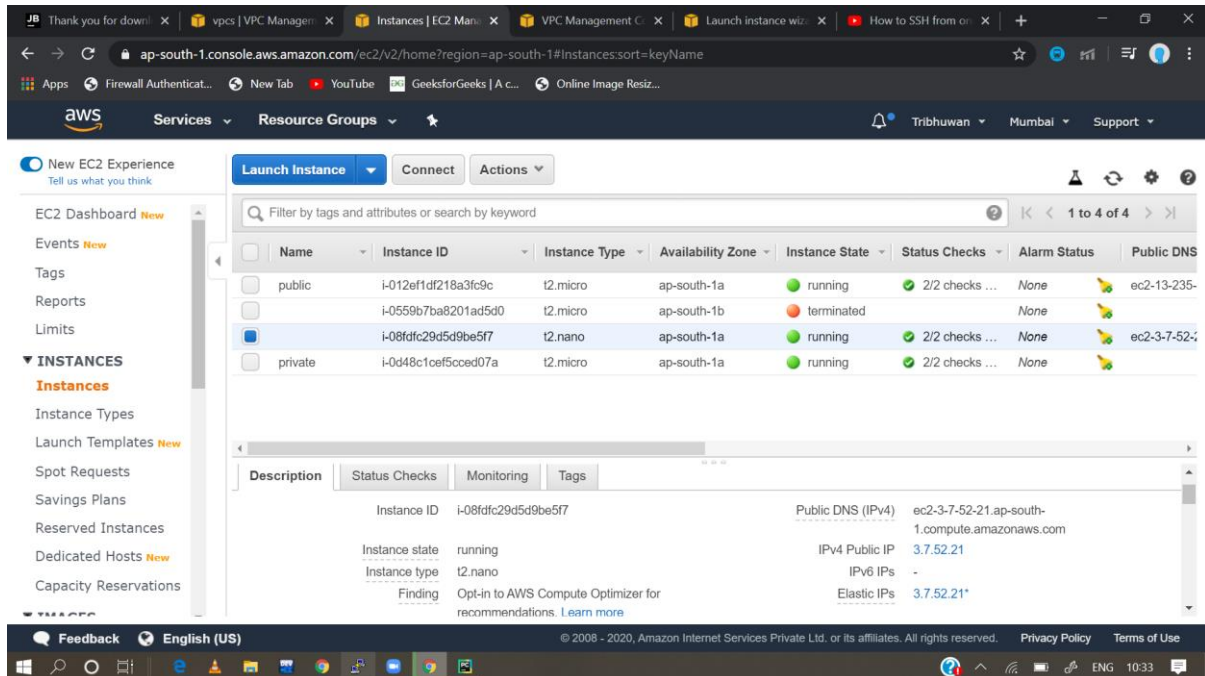 JB Thank you for downl
vpcs | VPC Managem
Instances | EC2 Mana
VPC Management C
Launch instance wiza
How to SSH from on
ap-south-1.console.aws.amazon.com/ec2/v2/home?region=ap-south-1#Instances:sort=keyName
Apps Firewall Authenticat... New Tab YouTube GeeksforGeeks | A c... Online Image Resiz...
aws Services Resource Groups Tribhuwan Mumbai Support
New EC2 Experience
Tell us what you think
EC2 Dashboard New
Events New
Tags
Reports
Limits
INSTANCES
Instances
Instance Types
Launch Templates New
Spot Requests
Savings Plans
Reserved Instances
Dedicated Hosts New
Capacity Reservations
Launch Instance Connect Actions
Filter by tags and attributes or search by keyword 1 to 4 of 4
Name Instance ID Instance Type Availability Zone Instance State Status Checks Alarm Status Public DNS
public i-012ef1df218a3fc9c t2.micro ap-south-1a running 2/2 checks ... None ec2-13-235-
i-0559b7ba8201ad5d0 t2.micro ap-south-1b terminated None
i-08fdfc29d5d9be5f7 t2.nano ap-south-1a running 2/2 checks ... None ec2-3-7-52-2
private i-0d48c1cef5cced07a t2.micro ap-south-1a running 2/2 checks ... None
Description Status Checks Monitoring Tags
Instance ID i-08fdfc29d5d9be5f7 Public DNS (IPv4) ec2-3-7-52-21.ap-south-
1.compute.amazonaws.com
Instance state running IPv4 Public IP 3.7.52.21
Instance type t2.nano IPv6 IPs -
Finding Opt-in to AWS Compute Optimizer for Elastic IPs 3.7.52.21*
recommendations. Learn more
Feedback English (US) © 2008 - 2020, Amazon Internet Services Private Ltd. or its affiliates. All rights reserved. Privacy Policy Terms of Use
ENG 10:33